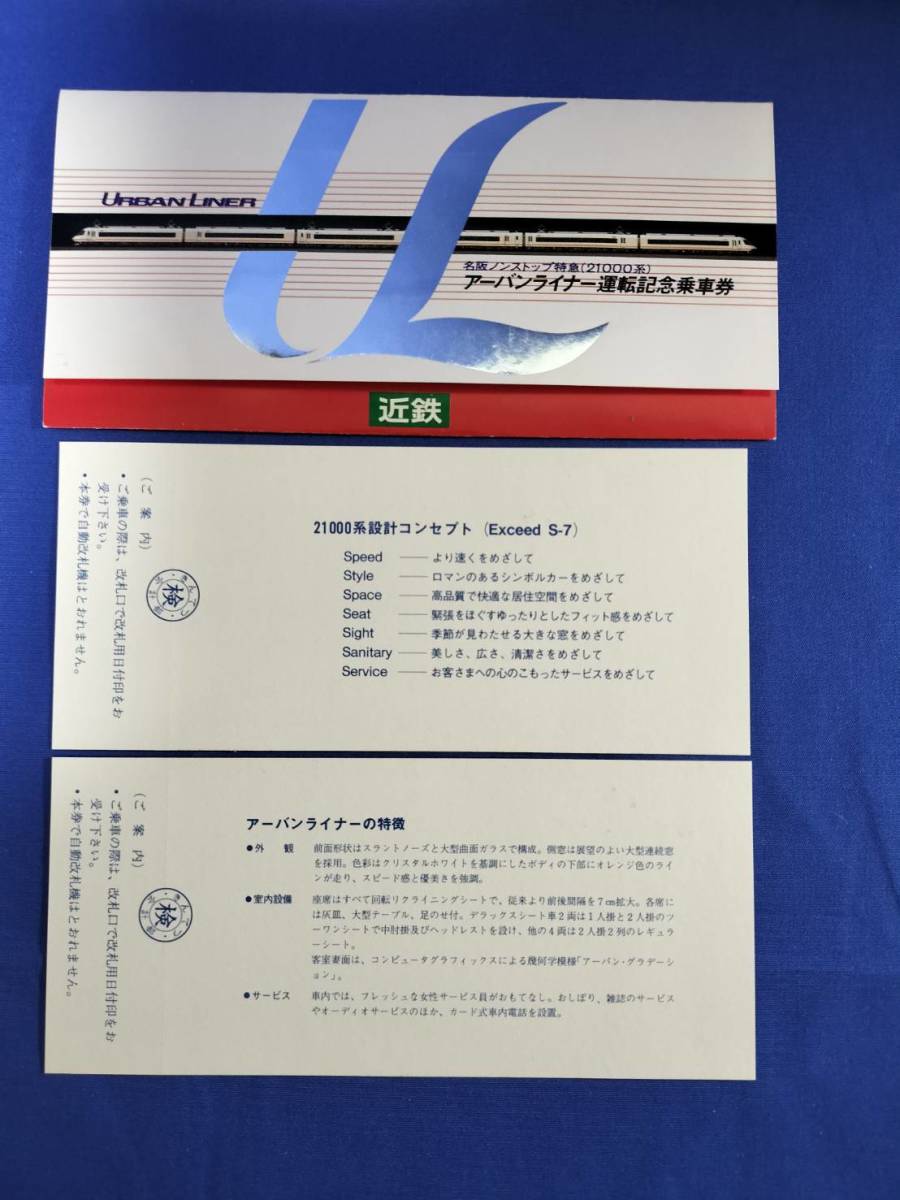 URBAN LINER
名阪ノンストップ特急(21000系)
アーバンライナー運転記念乗車券
近鉄
(ご案内)
・ご乗車の際は、改札口で改札用日付印をお
受け下さい。
・本券で自動改札機はとおれません。
検
21000系設計コンセプト (Exceed S-7)
Speed ── より速くをめざして
Style ── ロマンのあるシンボルカーをめざして
Space ── 高品質で快適な居住空間をめざして
Seat ── 緊張をほぐすゆったりとしたフィット感をめざして
Sight ── 季節が見わたせる大きな窓をめざして
Sanitary ── 美しさ、広さ、清潔さをめざして
Service ── お客さまへの心のこもったサービスをめざして
(ご案内)
・ご乗車の際は、改札口で改札用日付印をお
受け下さい。
・本券で自動改札機はとおれません。
検
アーバンライナーの特徴
●外観 前面形状はスラントノーズと大型曲面ガラスで構成。側窓は展望のよい大型連続窓
を採用。色彩はクリスタルホワイトを基調にしたボディの下部にオレンジ色のライ
ンが走り、スピード感と優美さを強調。
●室内設備 座席はすべて回転リクライニングシートで、従来より前後間隔を7cm拡大。各席に
は灰皿、大型テーブル、足のせ付。デラックスシート車2両は1人掛と2人掛のツ
ーワンシートで中肘掛及びヘッドレストを設け、他の4両は2人掛2列のレギュラ
ーシート。
客室妻面は、コンピュータグラフィックスによる幾何学模様「アーバン・グラデーシ
ョン」。
●サービス 車内では、フレッシュな女性サービス員がおもてなし。おしぼり、雑誌のサービス
やオーディオサービスのほか、カード式車内電話を設置。